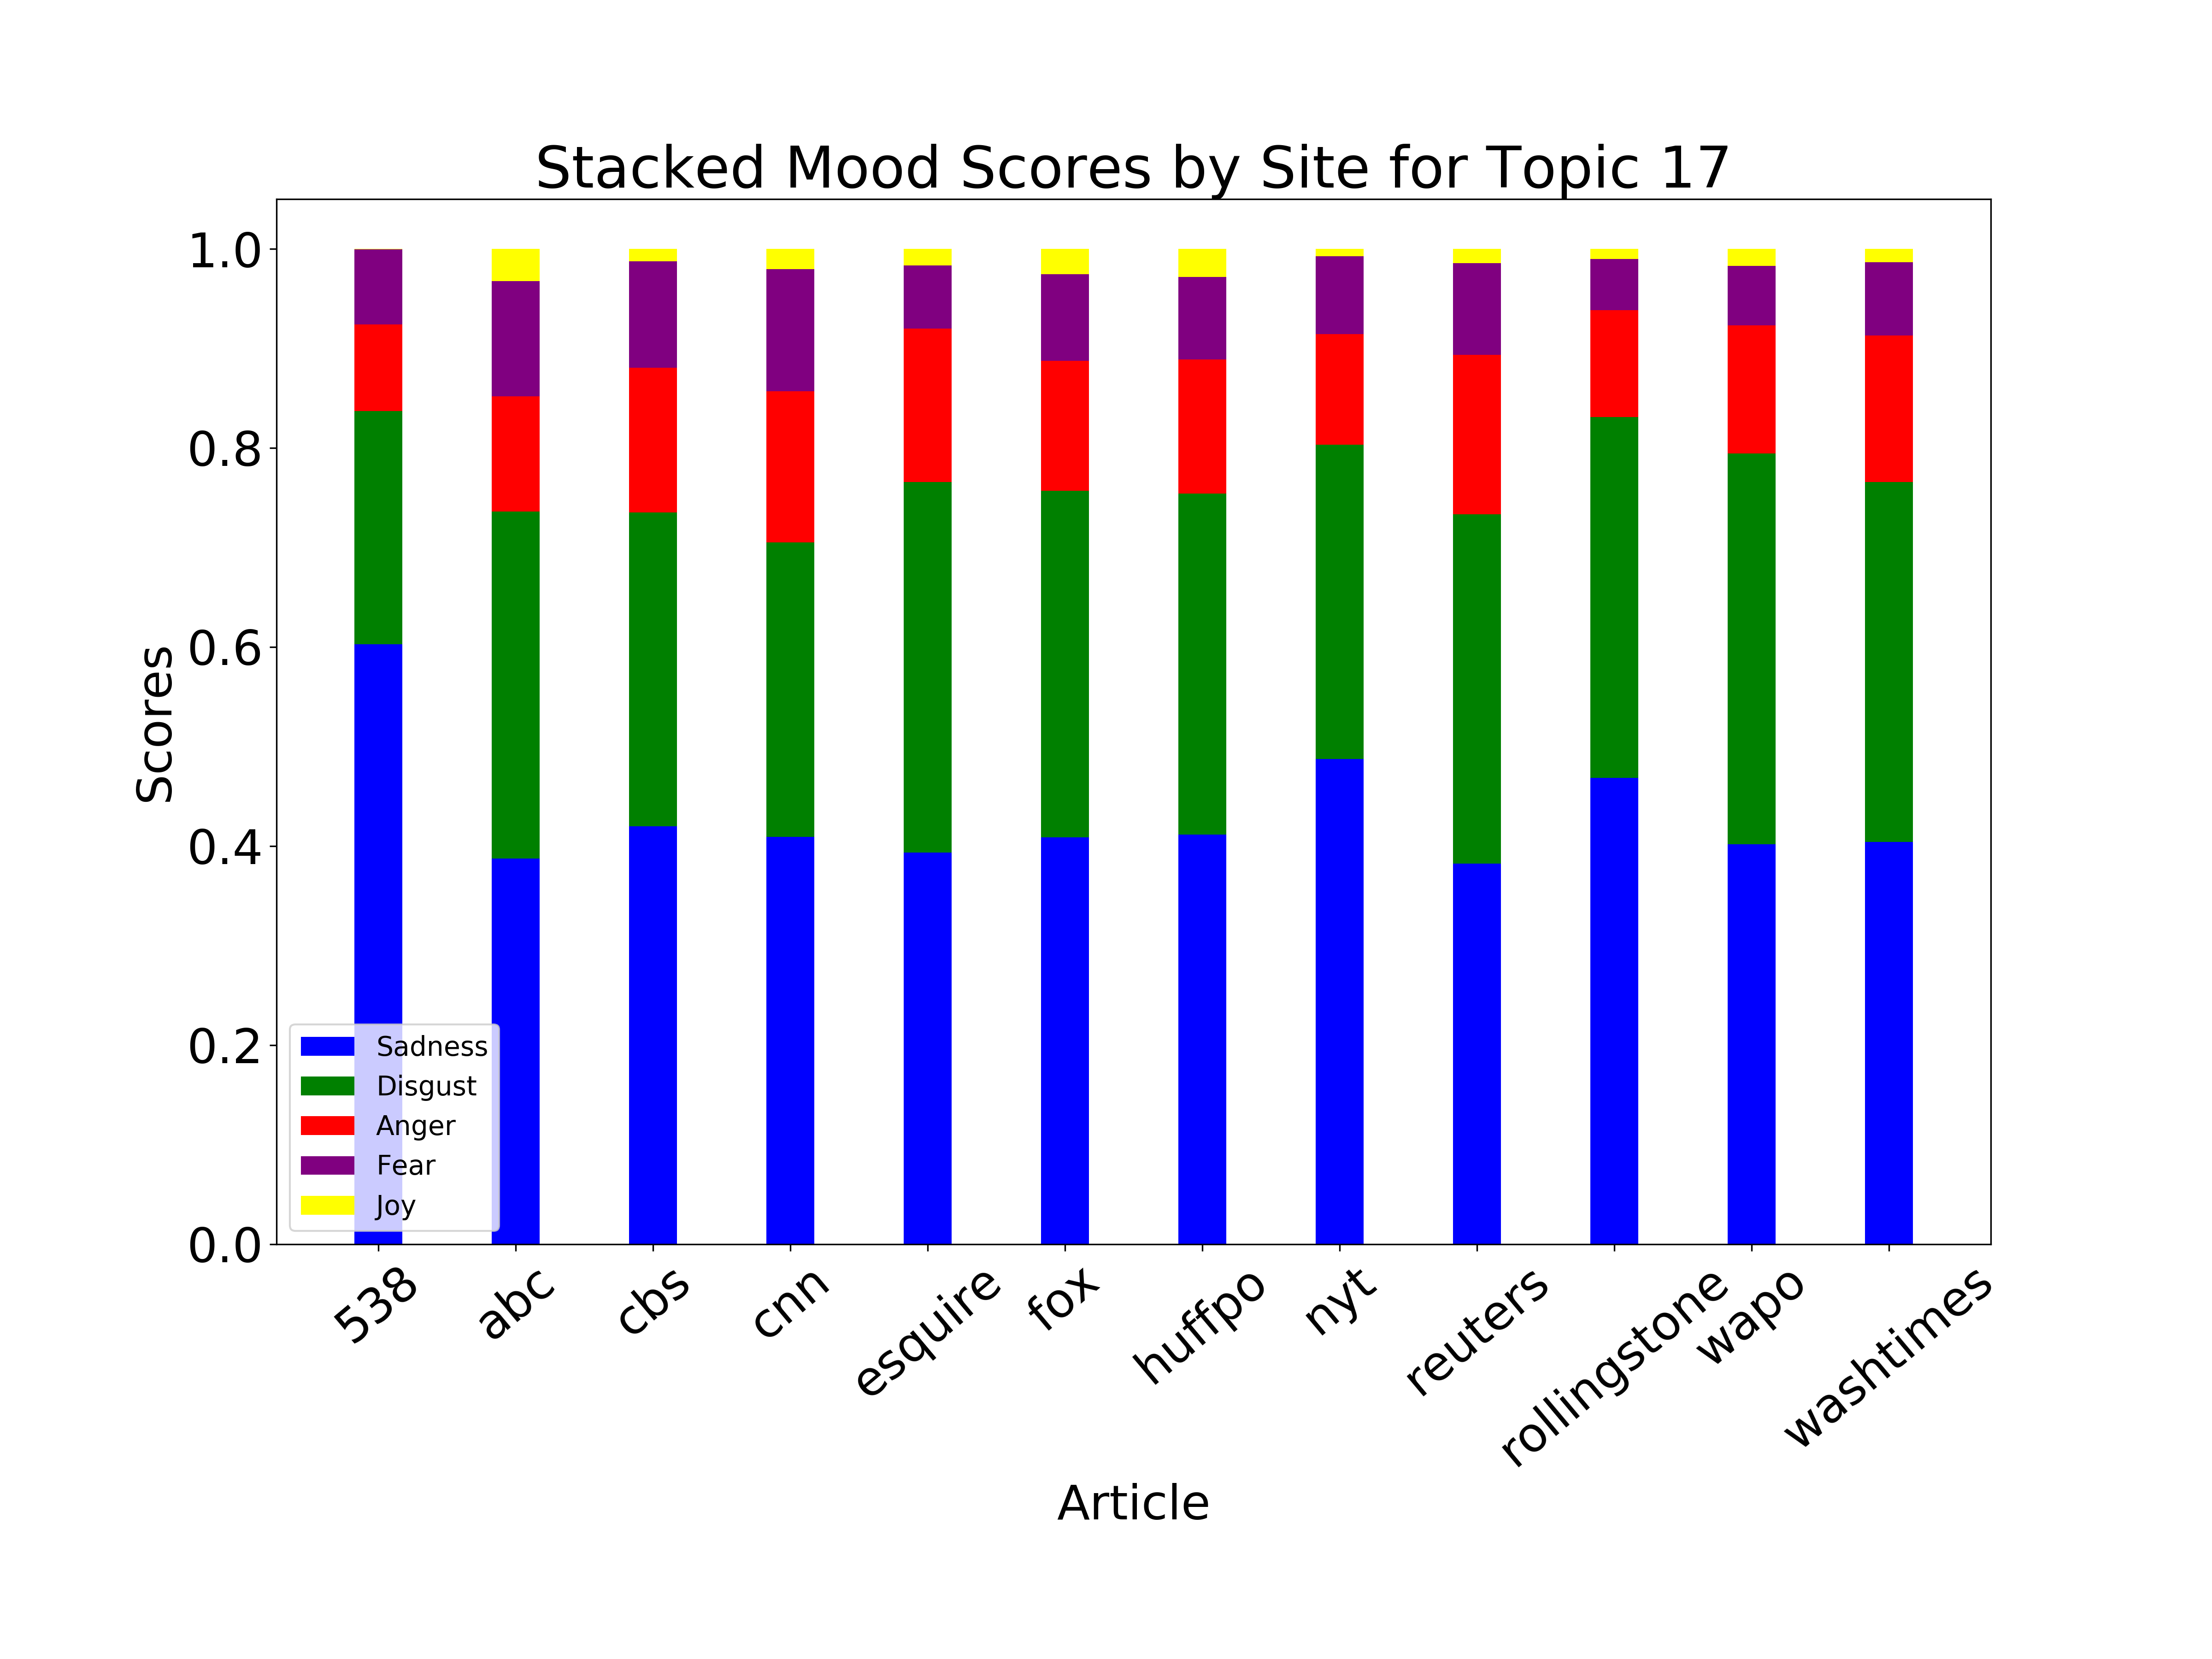 Stacked Mood Scores by Site for Topic 17
1.0
0.8
0.6
0.4
0.2
0.0
Scores
Sadness
Disgust
Anger
Fear
Joy
538
abc
cbs
cnn
esquire
fox
huffpo
nyt
reuters
rollingstone
wapo
washtimes
Article